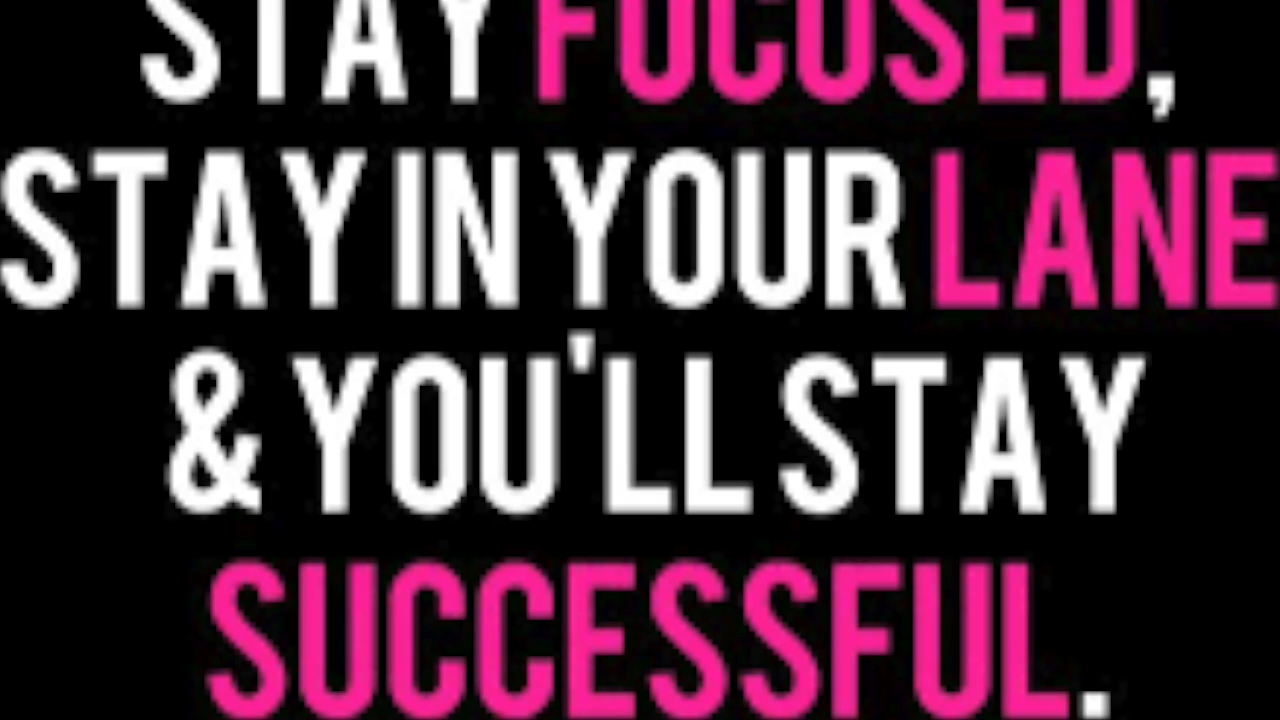 STAY FOCUSED,
STAY IN YOUR LANE
& YOU'LL STAY
SUCCESSFUL.